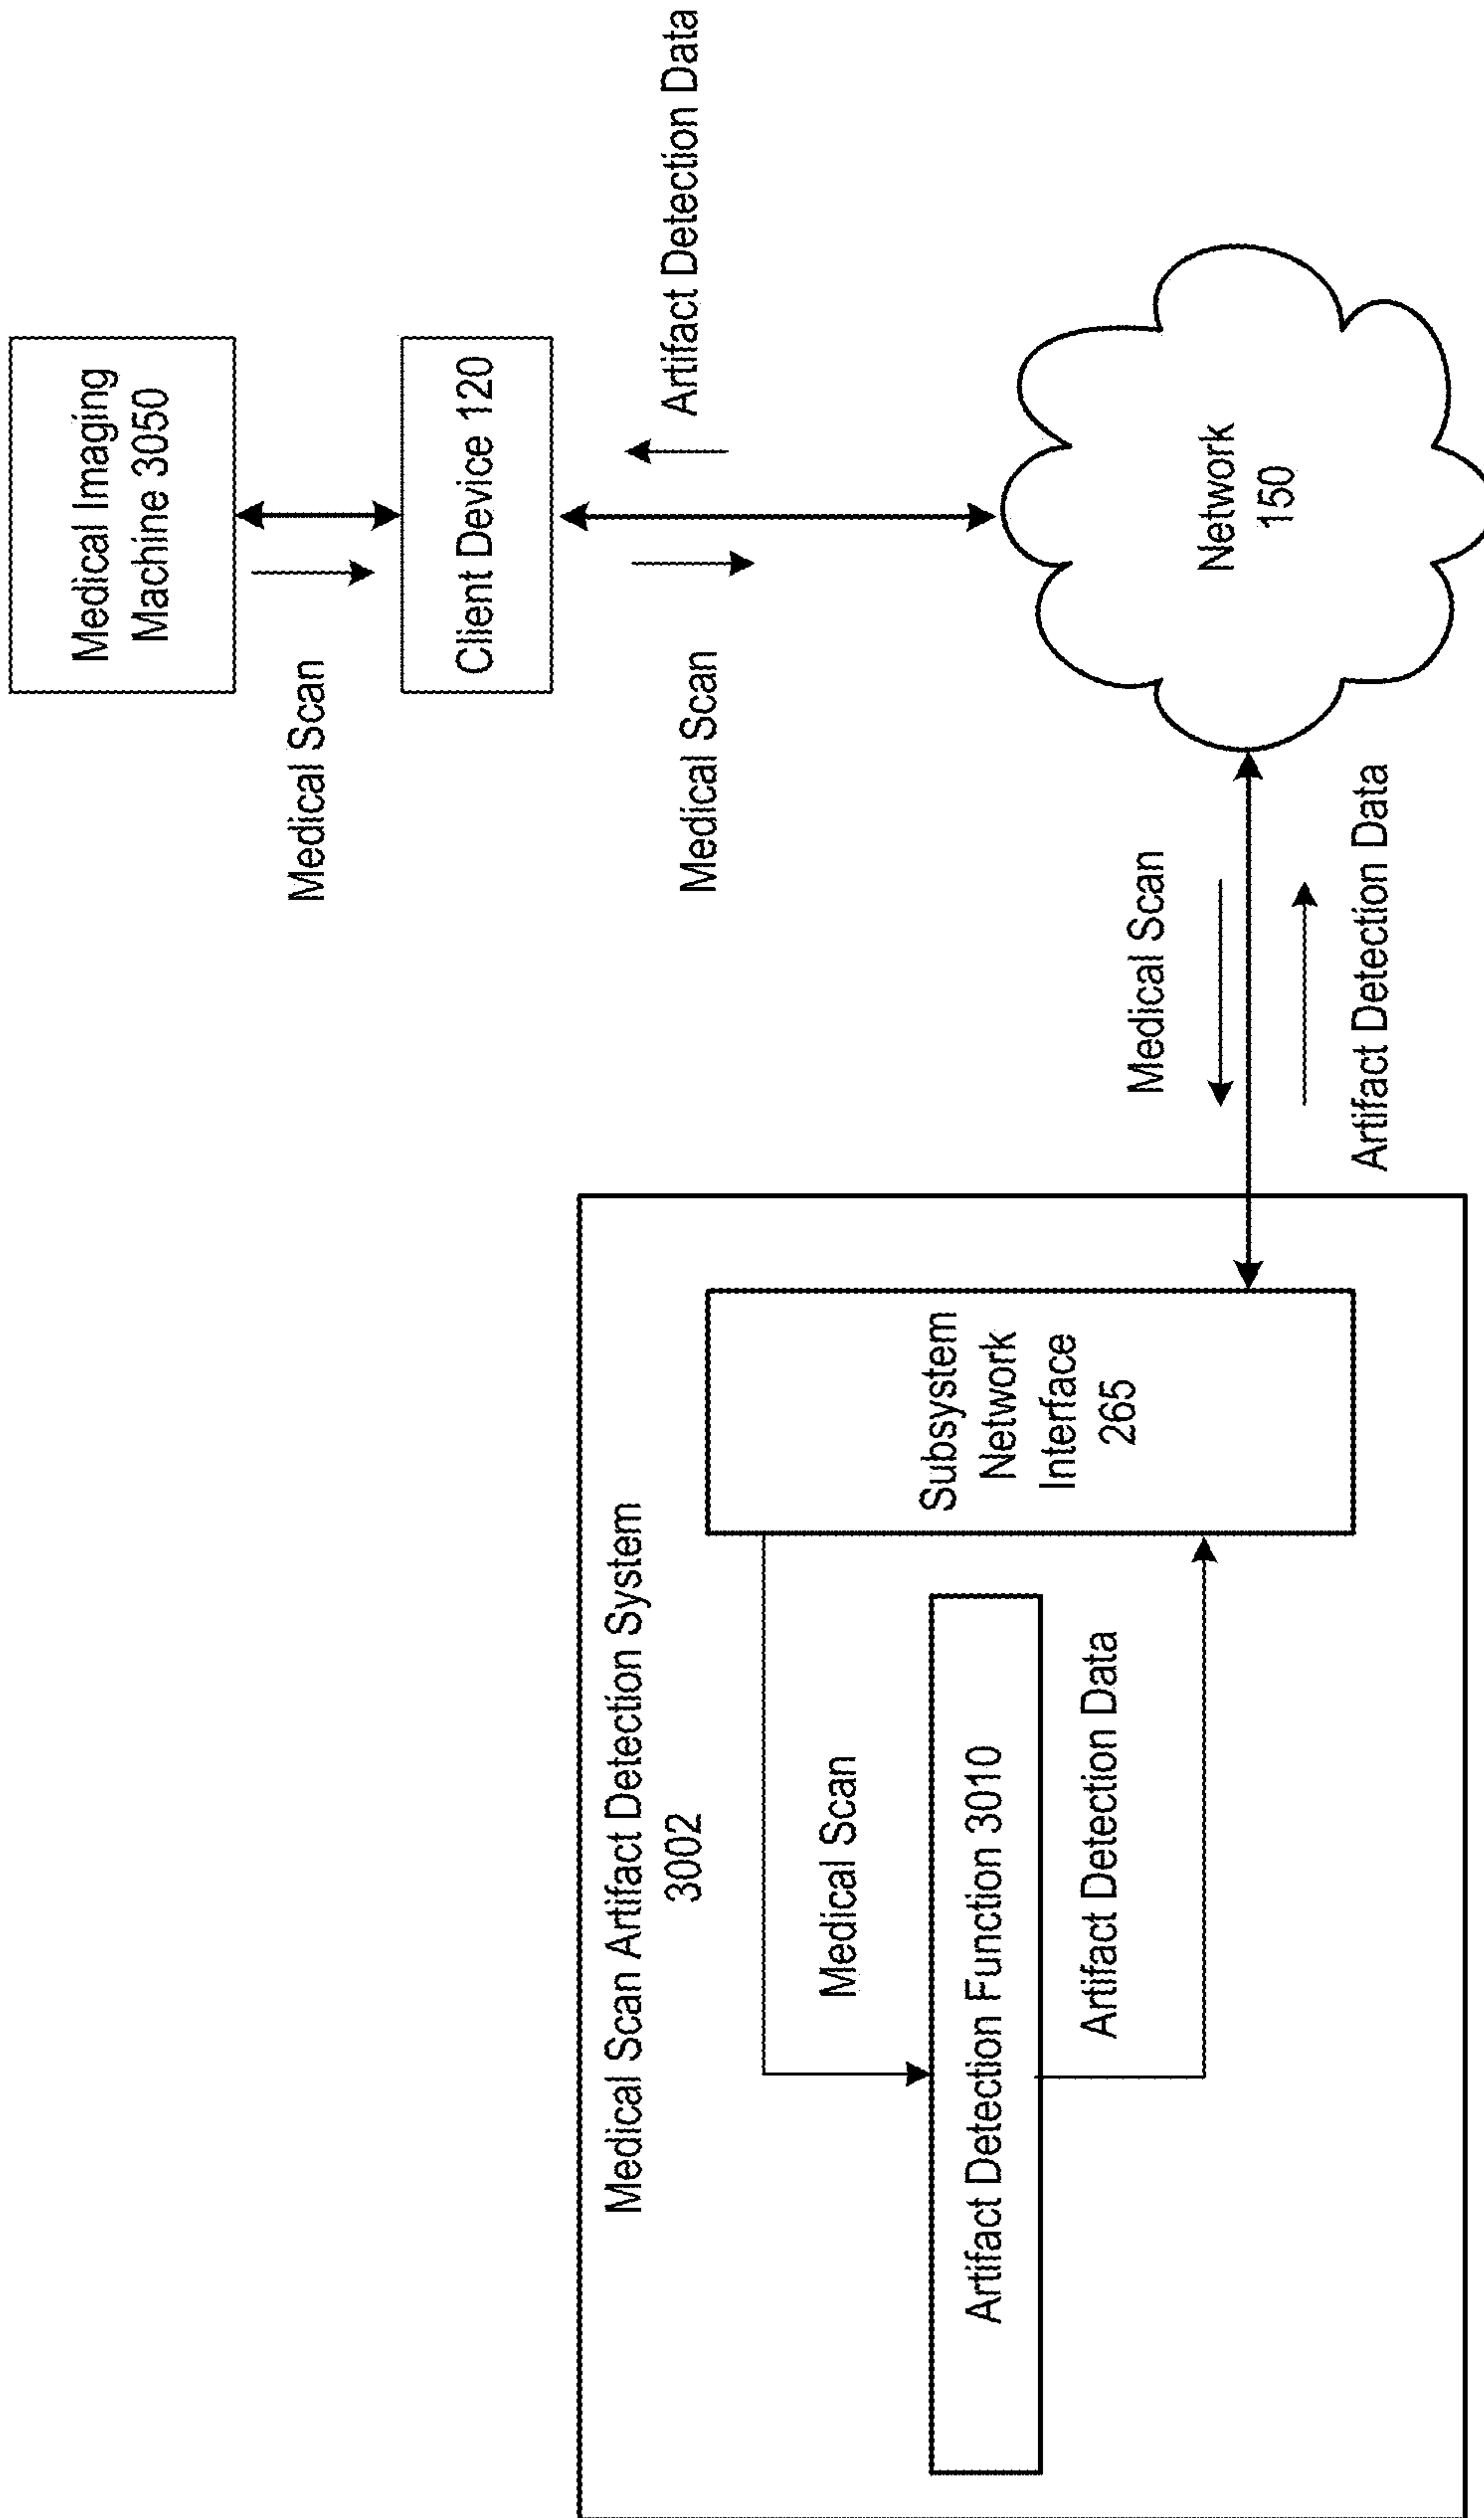 Medical Scan Artifact Detection System
3002
Medical Scan
Artifact Detection Function 3010
Artifact Detection Data
Subsystem
Network
Interface
265
Medical Scan
Artifact Detection Data
Medical Imaging
Machine 3050
Medical Scan
Client Device 120
Medical Scan
Artifact Detection Data
Network
150